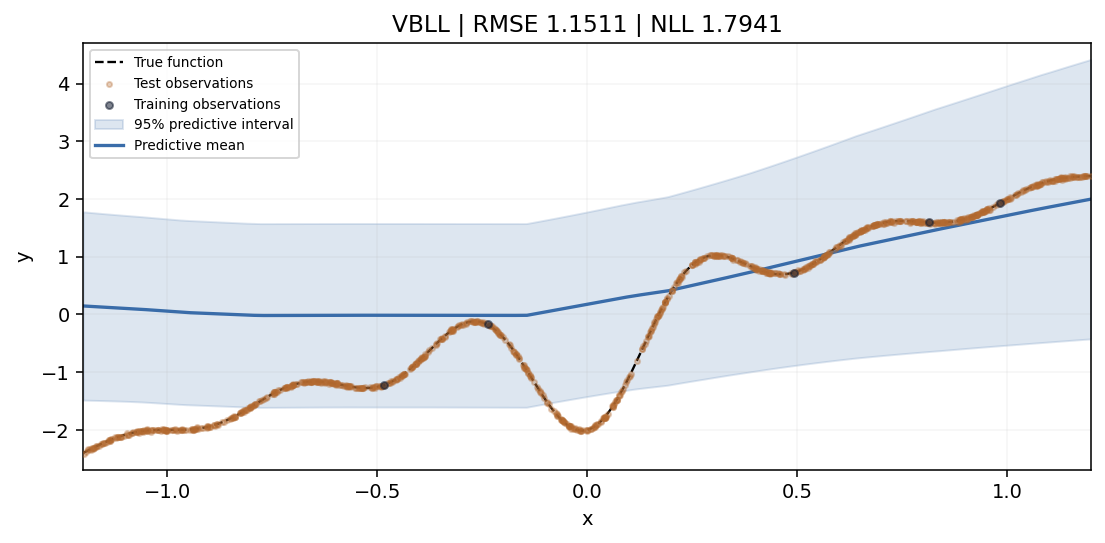 VBLL | RMSE 1.1511 | NLL 1.7941
True function
Test observations
Training observations
95% predictive interval
Predictive mean
y
4
3
2
1
0
−1
−2
−1.0 −0.5 0.0 0.5 1.0
x